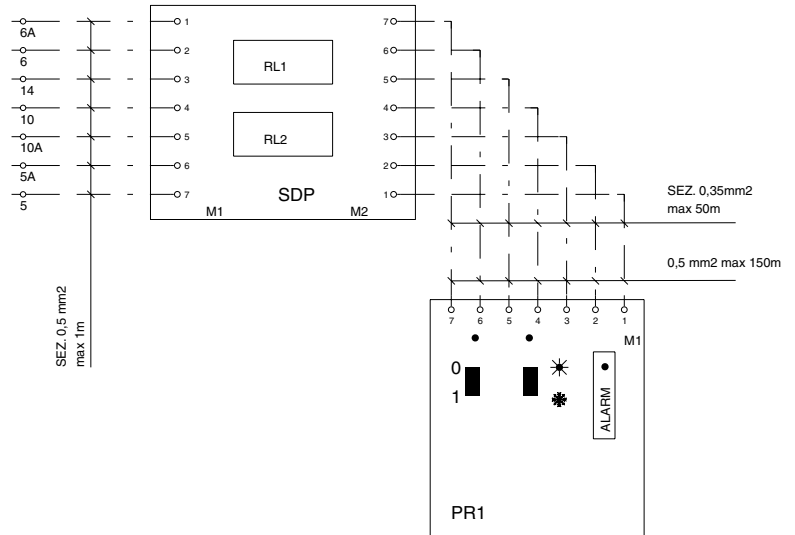 6A
6
14
10
10A
5A
5
1
2
3
4
5
6
7
RL1
RL2
SDP
M1
M2
7
6
5
4
3
2
1
SEZ. 0,5 mm2
max 1m
SEZ. 0,35mm2
max 50m
0,5 mm2 max 150m
7 6 5 4 3 2 1
M1
0
1
ALARM
PR1